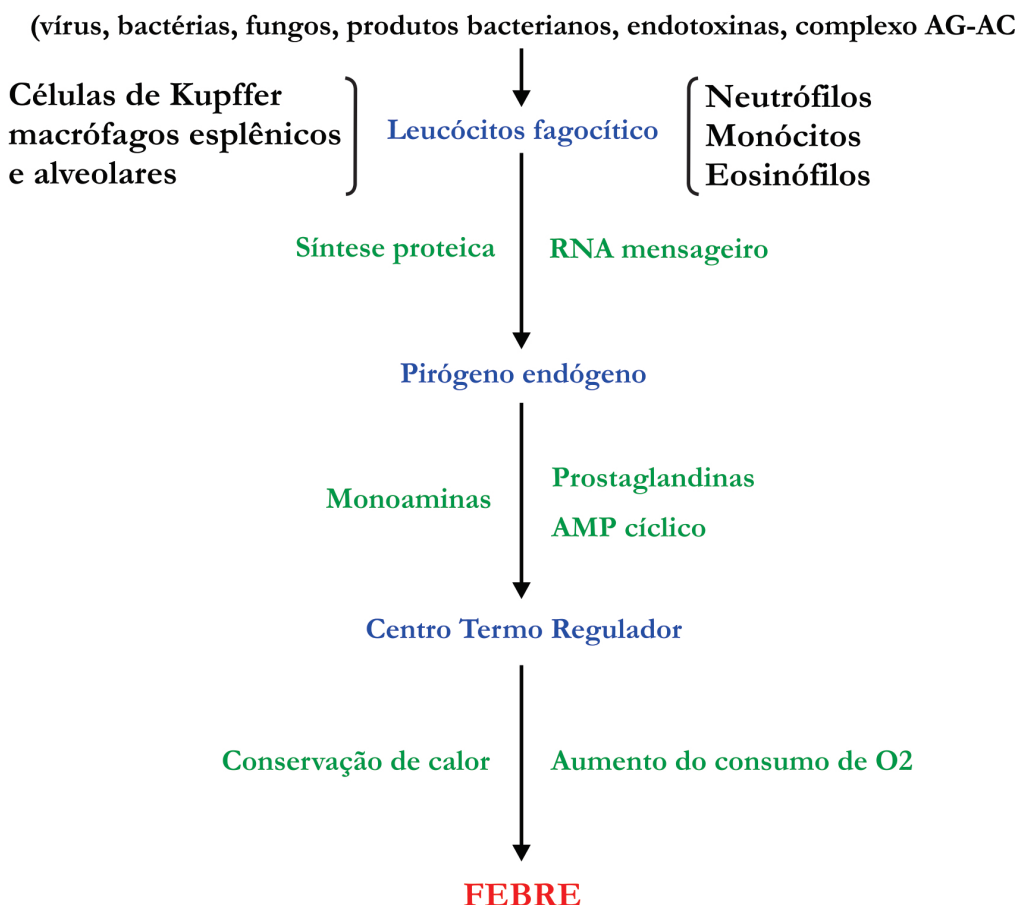 (vírus, bactérias, fungos, produtos bacterianos, endotoxinas, complexo AG-AC
Células de Kupffer
macrófagos esplênicos
e alveolares
Leucócitos fagocítico
Neutrófilos
Monócitos
Eosinófilos
Síntese proteica
RNA mensageiro
Pirógeno endógeno
Monoaminas
Prostaglandinas
AMP cíclico
Centro Termo Regulador
Conservação de calor
Aumento do consumo de O2
FEBRE